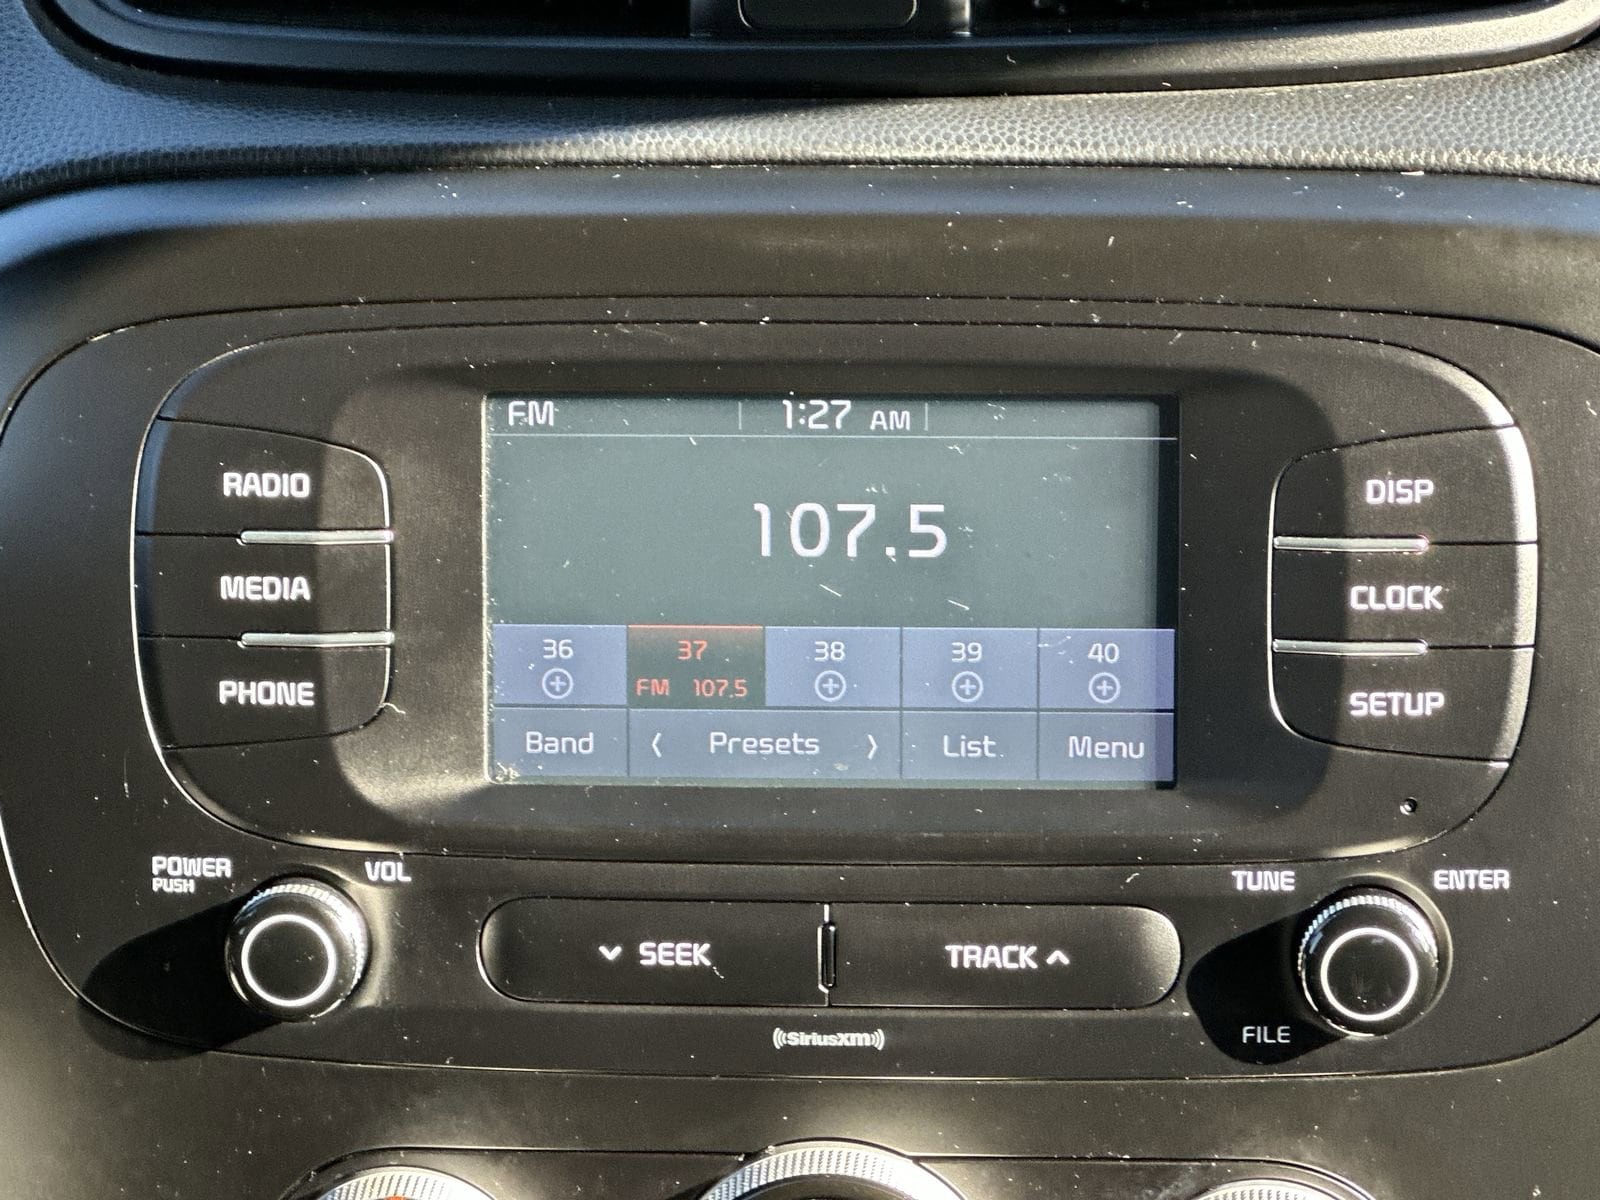 FM 1:27 AM
107.5
36 37 38 39 40
FM 107.5
Band Presets List Menu
RADIO
MEDIA
PHONE
DISP
CLOCK
SETUP
POWER
PUSH
VOL
SEEK
TRACK
TUNE
ENTER
FILE
SiriusXM